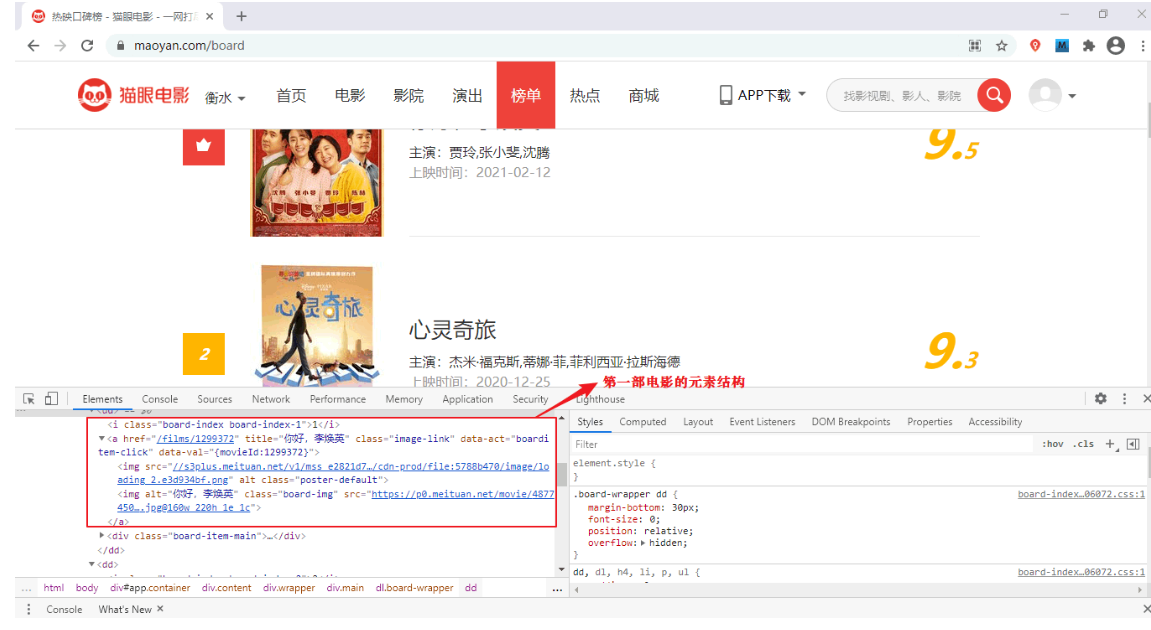 热映口碑榜 - 猫眼电影 - 一网打
maoyan.com/board
猫眼电影 衡水 首页 电影 影院 演出 榜单 热点 商城 APP下载 找影视剧、影人、影院
主演：贾玲,张小斐,沈腾
上映时间：2021-02-12
9.5
心灵奇旅
2
心灵奇旅
9.3
主演：杰米·福克斯,蒂娜·菲,菲利西亚·拉斯海德
上映时间：2020-12-25
第一部电影的元素结构
Elements Console Sources Network Performance Memory Application Security Lighthouse
<i class="board-index board-index-1">1</i>
▼<a href="/films/1299372" title="你好，李焕英" class="image-link" data-act="boardi
tem-click" data-val="{movieId:1299372}">
<img src="//s3plus.meituan.net/v1/mss_e2821d7…/cdn-prod/file:5788b470/image/lo
ading_2.e3d934bf.png" alt class="poster-default">
<img alt="你好，李焕英" class="board-img" src="https://p0.meituan.net/movie/4877
450….jpg@160w_220h_1e_1c">
</a>
▶<div class="board-item-main">…</div>
</dd>
▼<dd>
... html body div#app.container div.content div.wrapper div.main dl.board-wrapper dd ...
Styles Computed Layout Event Listeners DOM Breakpoints Properties Accessibility
Filter :hov .cls +
element.style {
}
.board-wrapper dd { board-index…06072.css:1
margin-bottom: 30px;
font-size: 0;
position: relative;
overflow:▶hidden;
}
dd, dl, h4, li, p, ul { board-index…06072.css:1
Console What's New ×